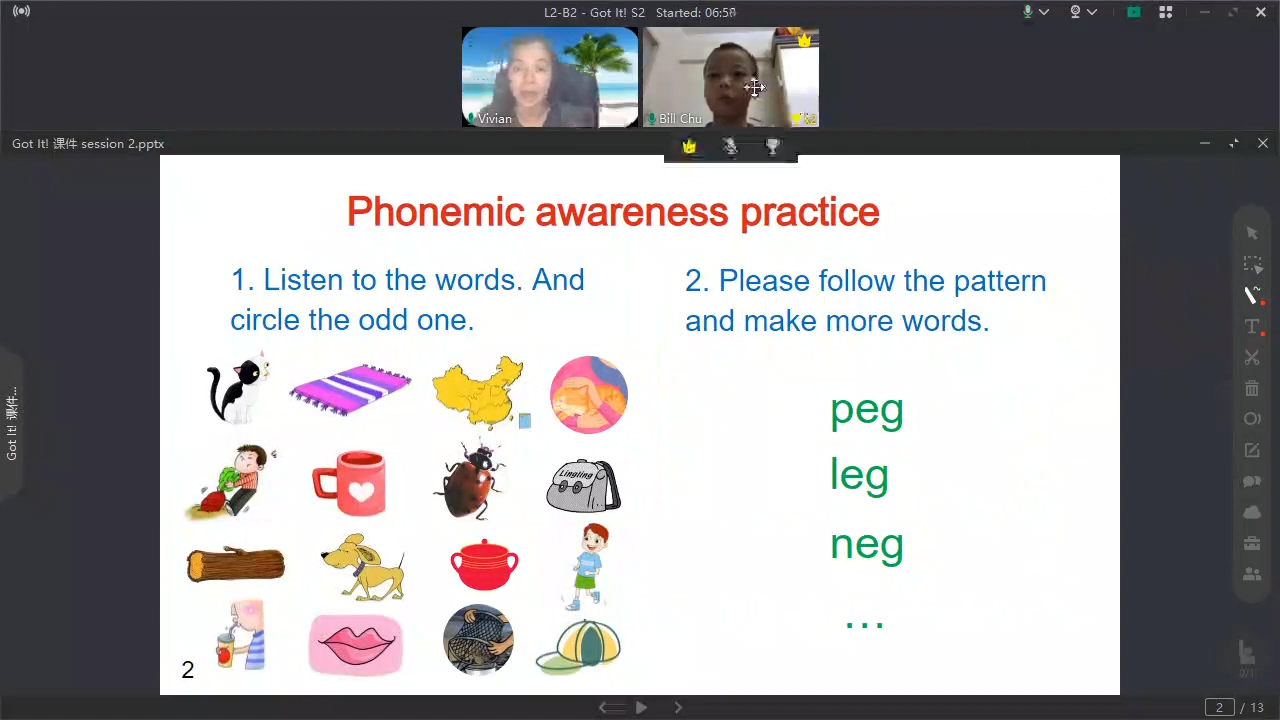 L2-B2 - Got It! S2 Started: 06:58
Vivian
Bill Chu
Got It! 课件 session 2.pptx
Phonemic awareness practice
1. Listen to the words. And
circle the odd one.
2. Please follow the pattern
and make more words.
peg
leg
neg
...
Lingling
2
Got It! 课件...
2 / 13